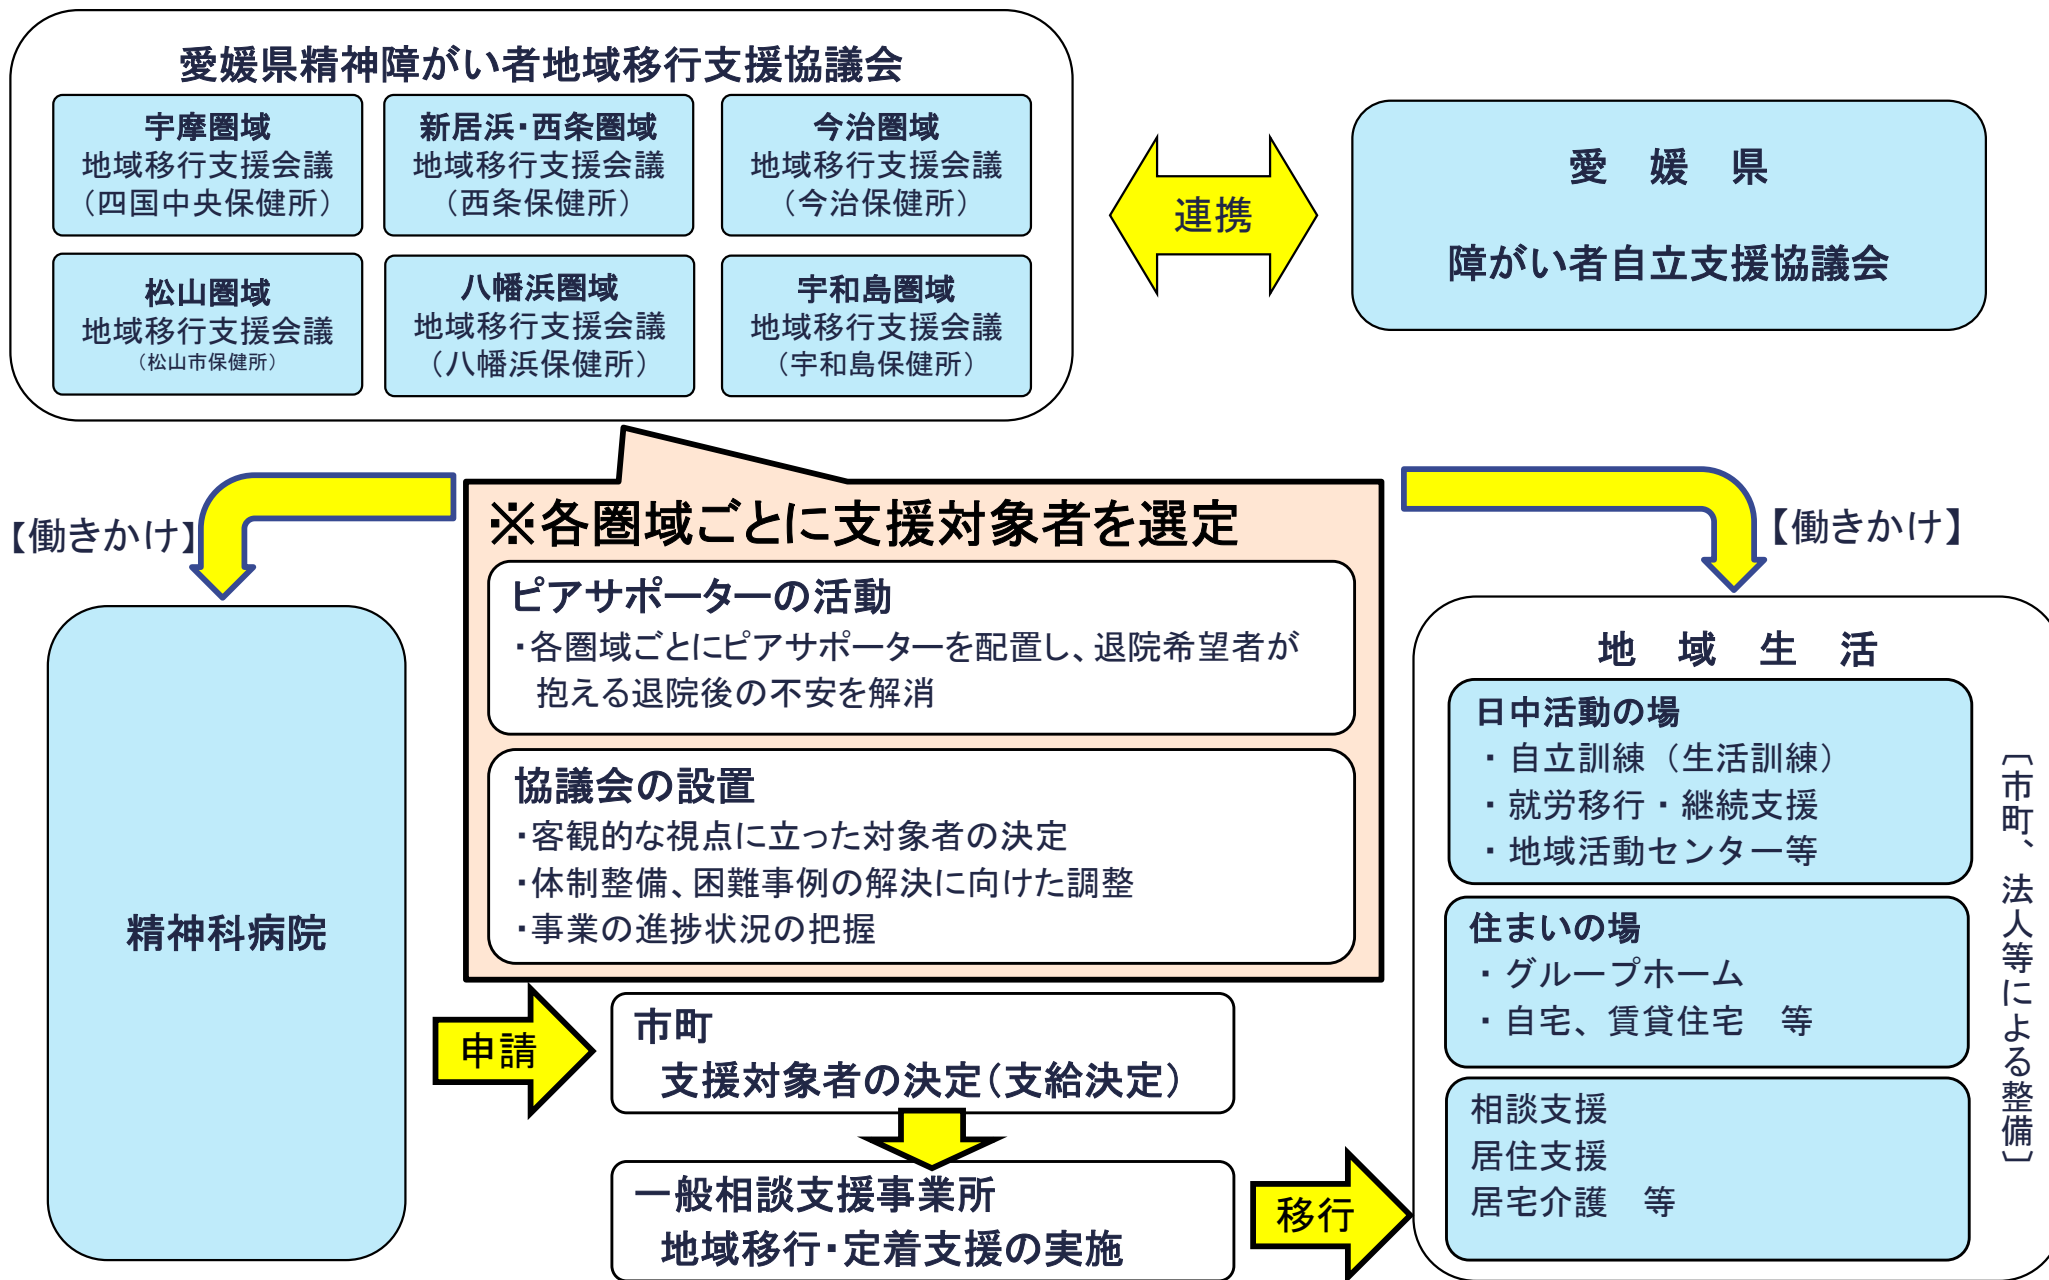 愛媛県精神障がい者地域移行支援協議会
宇摩圏域
地域移行支援会議
（四国中央保健所）
新居浜・西条圏域
地域移行支援会議
（西条保健所）
今治圏域
地域移行支援会議
（今治保健所）
松山圏域
地域移行支援会議
（松山市保健所）
八幡浜圏域
地域移行支援会議
（八幡浜保健所）
宇和島圏域
地域移行支援会議
（宇和島保健所）
連携
愛　媛　県
障がい者自立支援協議会
【働きかけ】
※各圏域ごとに支援対象者を選定
ピアサポーターの活動
・各圏域ごとにピアサポーターを配置し、退院希望者が
抱える退院後の不安を解消
協議会の設置
・客観的な視点に立った対象者の決定
・体制整備、困難事例の解決に向けた調整
・事業の進捗状況の把握
【働きかけ】
精神科病院
申請
市町
支援対象者の決定（支給決定）
一般相談支援事業所
地域移行・定着支援の実施
移行
地　域　生　活
日中活動の場
・自立訓練（生活訓練）
・就労移行・継続支援
・地域活動センター等
住まいの場
・グループホーム
・自宅、賃貸住宅　等
相談支援
居住支援
居宅介護　等
〔市町、法人等による整備〕